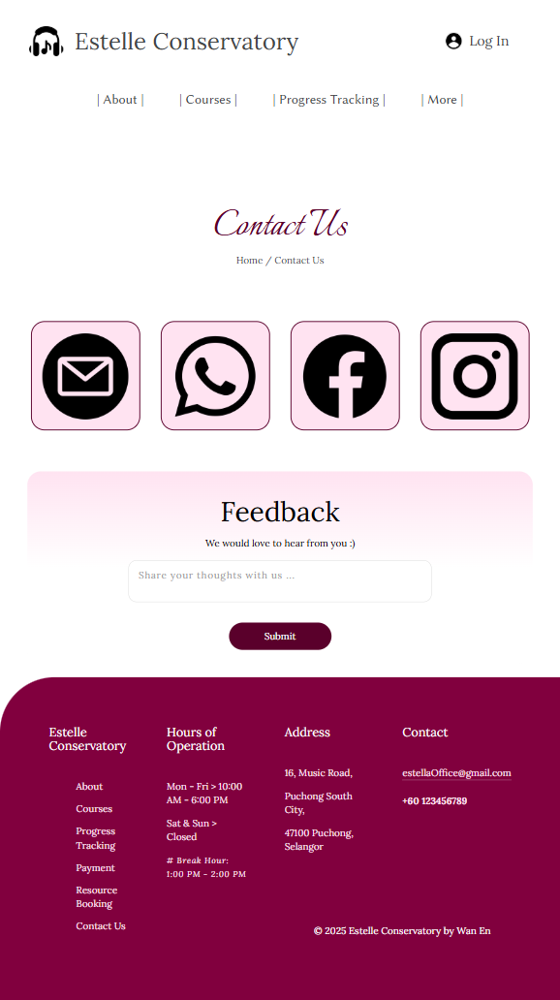 Estelle Conservatory
Log In
| About |
| Courses |
| Progress Tracking |
| More |
Contact Us
Home / Contact Us
Feedback
We would love to hear from you :)
Share your thoughts with us ...
Submit
Estelle
Conservatory
About
Courses
Progress
Tracking
Payment
Resource
Booking
Contact Us
Hours of
Operation
Mon - Fri > 10:00
AM - 6:00 PM
Sat & Sun >
Closed
# Break Hour:
1:00 PM - 2:00 PM
Address
16, Music Road,
Puchong South
City,
47100 Puchong,
Selangor
Contact
estellaOffice@gmail.com
+60 123456789
© 2025 Estelle Conservatory by Wan En